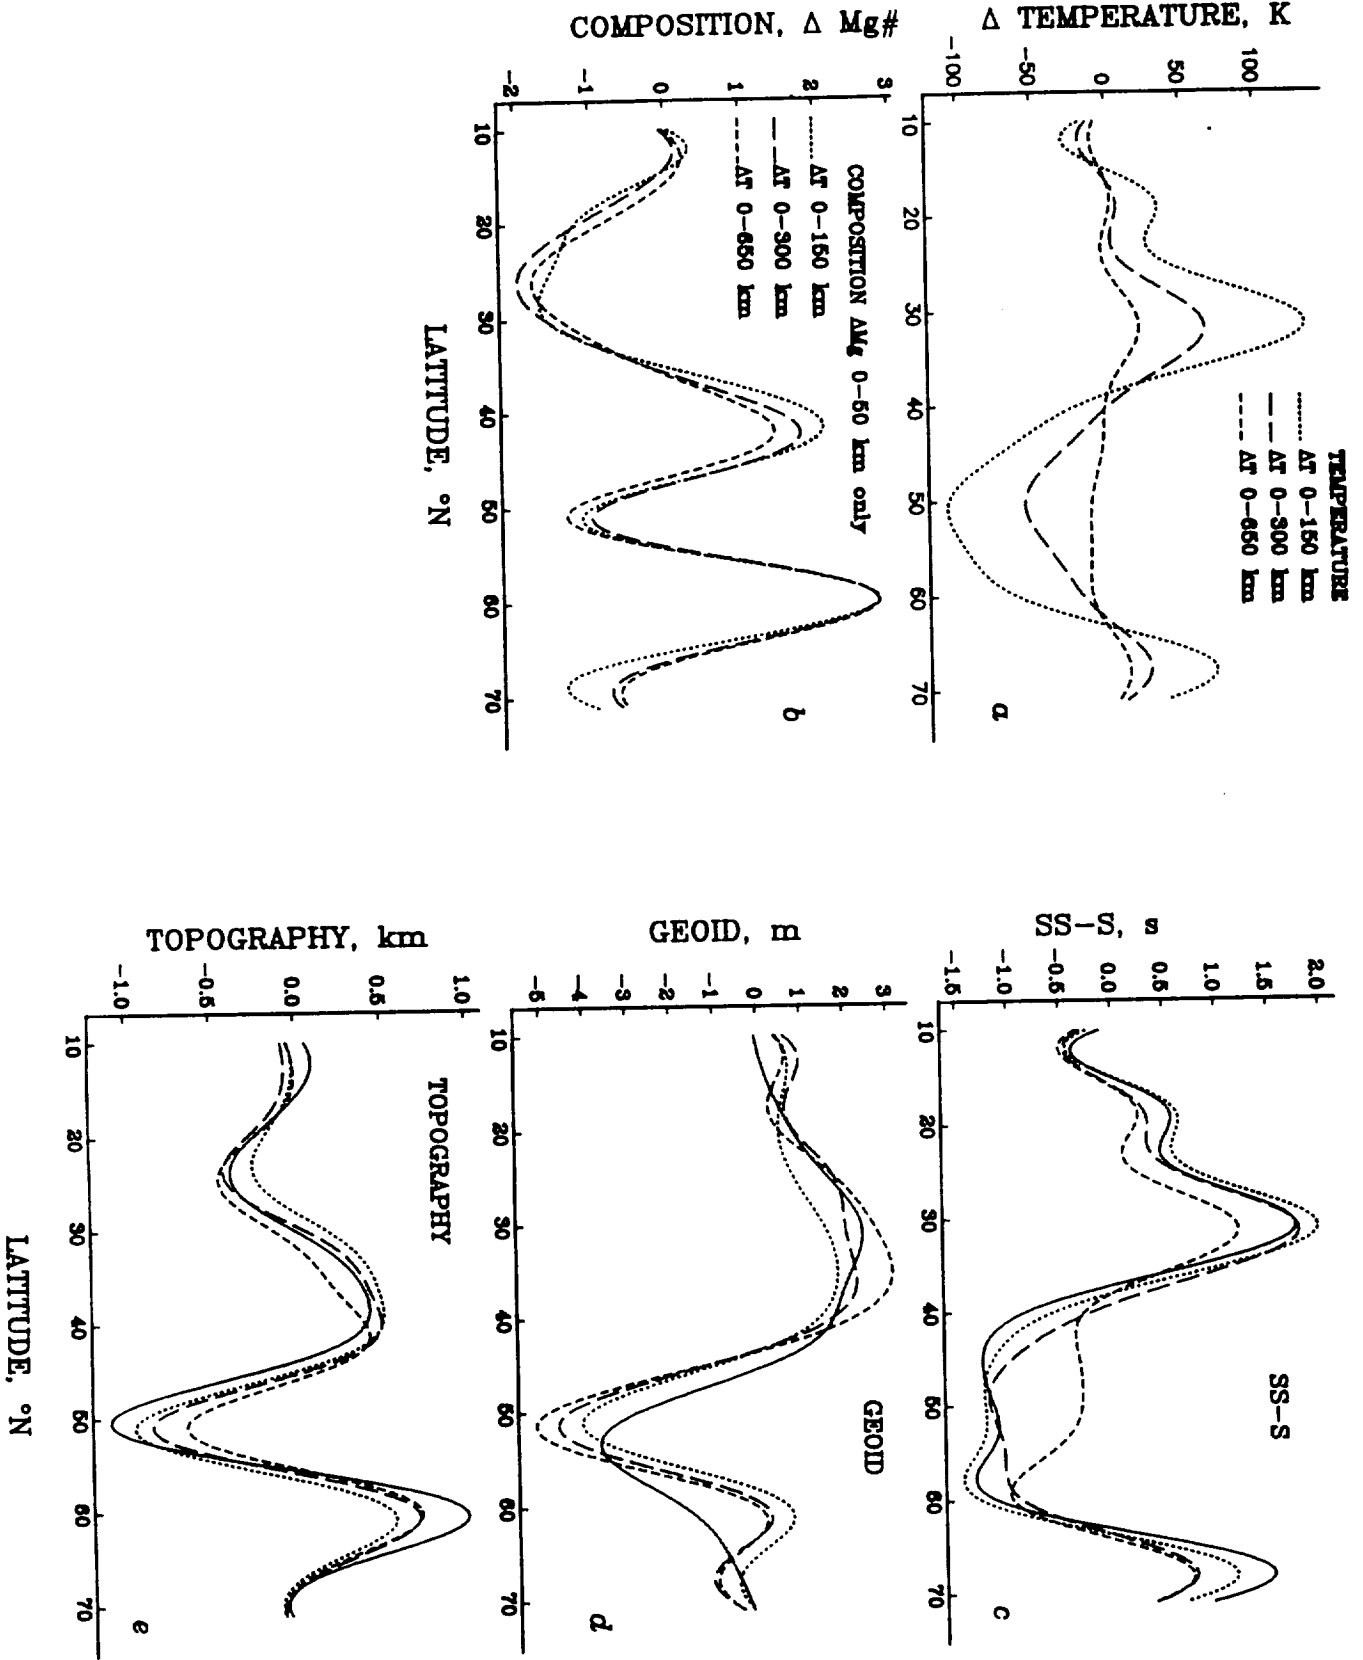 TEMPERATURE
ΔT 0-150 km
ΔT 0-300 km
ΔT 0-650 km
Δ TEMPERATURE, K
-100
-50
0
50
100
10
20
30
40
50
60
70
a
COMPOSITION, Δ Mg#
-2
-1
0
1
2
3
COMPOSITION ΔMg 0-50 km only
ΔT 0-150 km
ΔT 0-300 km
ΔT 0-650 km
10
20
30
40
50
60
70
b
LATITUDE, °N
SS-S, s
-1.5
-1.0
-0.5
0.0
0.5
1.0
1.5
2.0
SS-S
10
20
30
40
50
60
70
c
GEOID, m
-5
-4
-3
-2
-1
0
1
2
3
GEOID
10
20
30
40
50
60
70
d
TOPOGRAPHY, km
-1.0
-0.5
0.0
0.5
1.0
TOPOGRAPHY
10
20
30
40
50
60
70
e
LATITUDE, °N